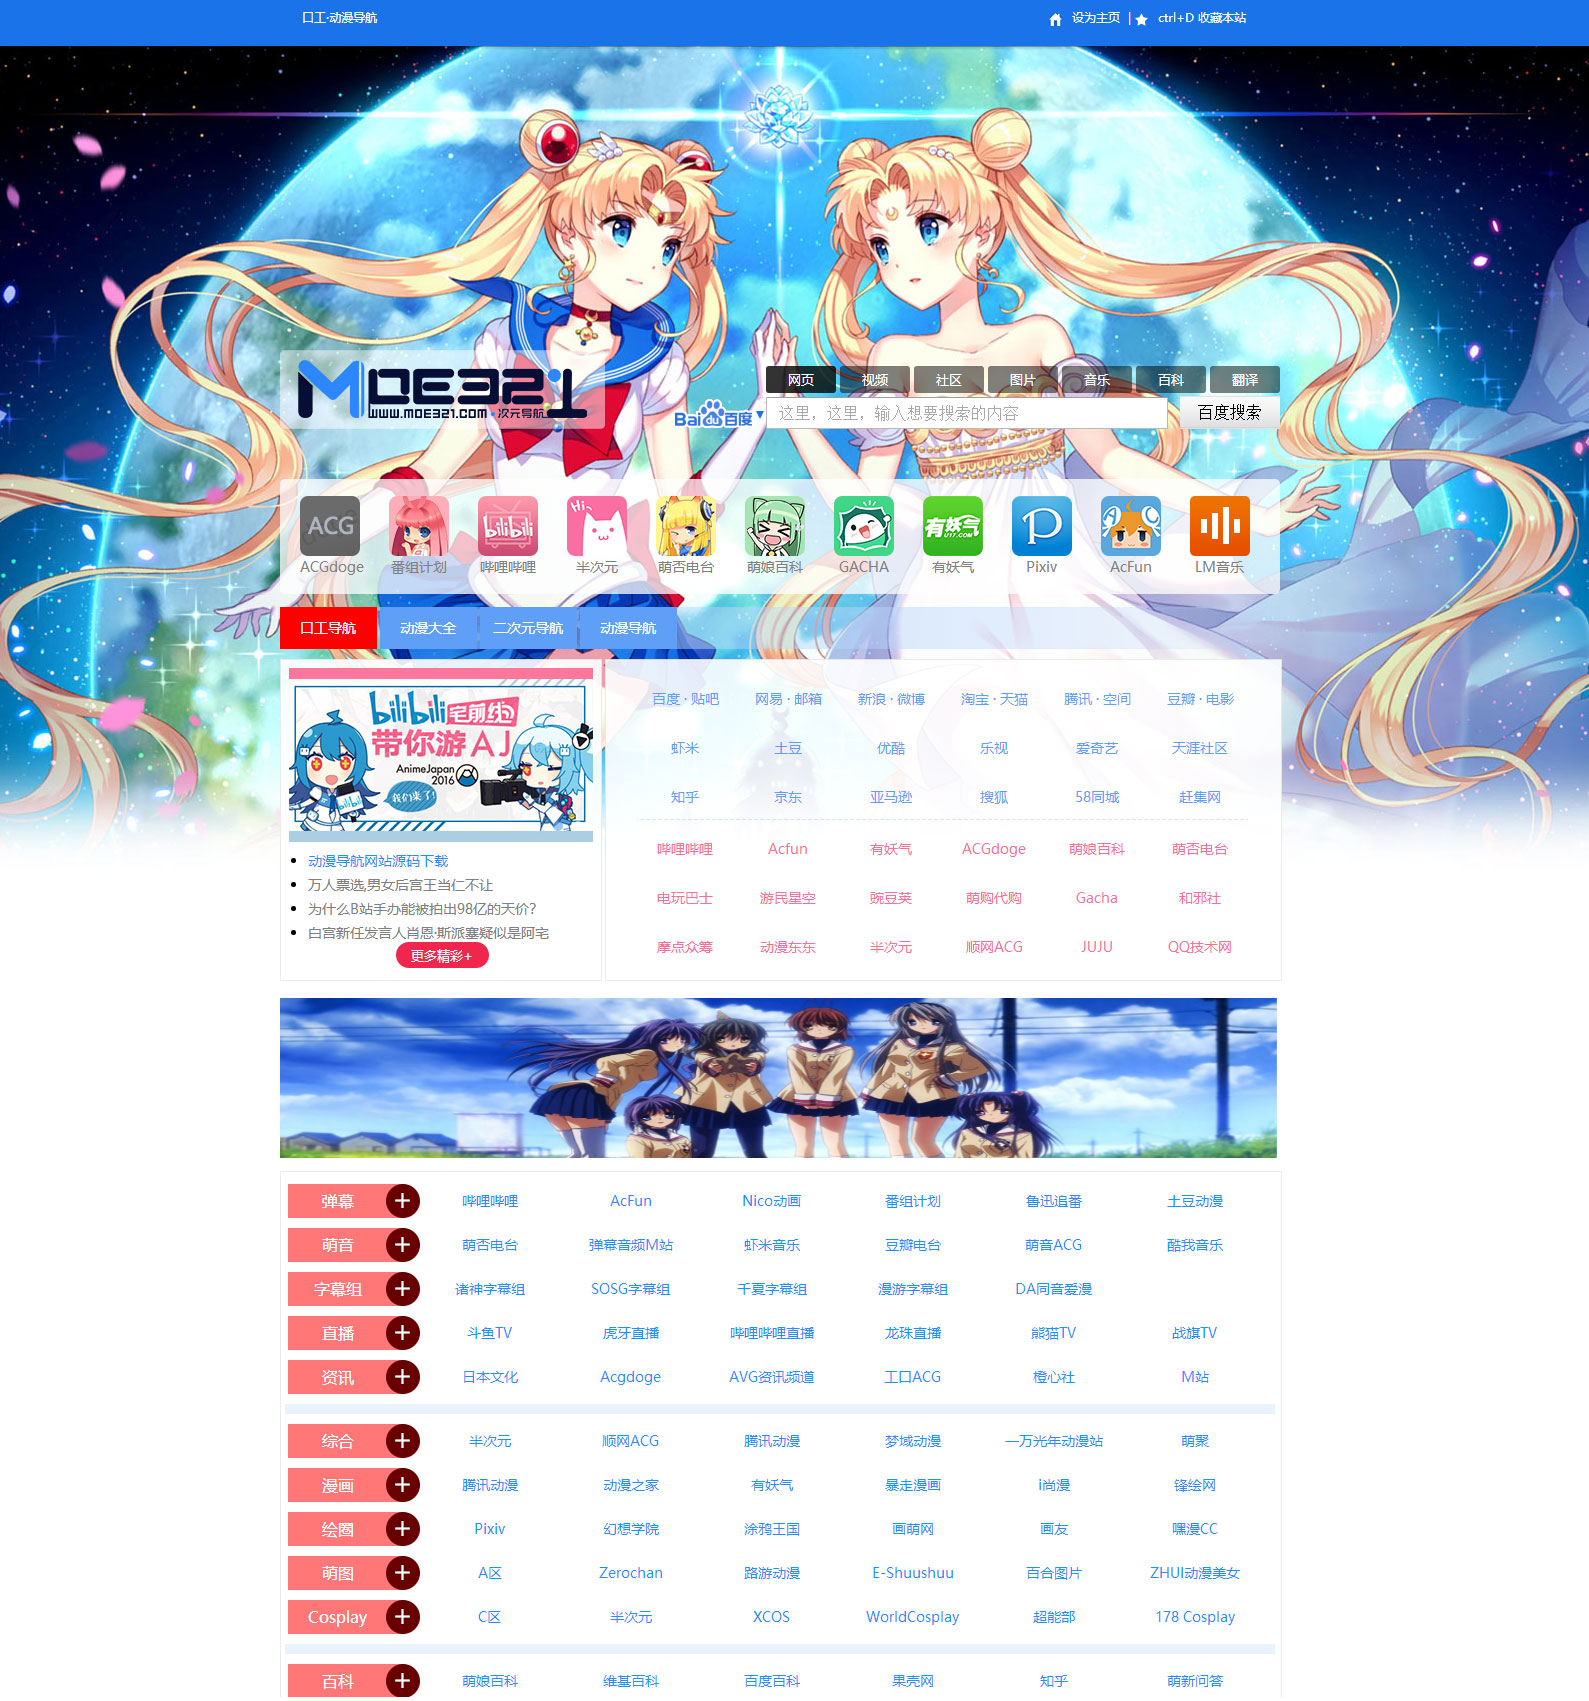 口工·动漫导航
设为主页 | ctrl+D 收藏本站
MOE321
WWW.MOE321.COM·次元导航
网页 视频 社区 图片 音乐 百科 翻译
Bai百度 这里，这里，输入想要搜索的内容 百度搜索
ACG Hi~ bilibili 有妖气 U17.COM P
ACGdoge 番组计划 哔哩哔哩 半次元 萌否电台 萌娘百科 GACHA 有妖气 Pixiv AcFun LM音乐
口工导航 动漫大全 二次元导航 动漫导航
bilibili 宅前线
带你游AJ
AnimeJapan
2016
我们来了!
bilibili
动漫导航网站源码下载
万人票选,男女后宫王当仁不让
为什么B站手办能被拍出98亿的天价？
白宫新任发言人肖恩·斯派塞疑似是阿宅
更多精彩+
百度 · 贴吧 网易 · 邮箱 新浪 · 微博 淘宝 · 天猫 腾讯 · 空间 豆瓣 · 电影
虾米 土豆 优酷 乐视 爱奇艺 天涯社区
知乎 京东 亚马逊 搜狐 58同城 赶集网
哔哩哔哩 Acfun 有妖气 ACGdoge 萌娘百科 萌否电台
电玩巴士 游民星空 豌豆荚 萌购代购 Gacha 和邪社
摩点众筹 动漫东东 半次元 顺网ACG JUJU QQ技术网
弹幕 + 哔哩哔哩 AcFun Nico动画 番组计划 鲁迅追番 土豆动漫
萌音 + 萌否电台 弹幕音频M站 虾米音乐 豆瓣电台 萌音ACG 酷我音乐
字幕组 + 诸神字幕组 SOSG字幕组 千夏字幕组 漫游字幕组 DA同音爱漫
直播 + 斗鱼TV 虎牙直播 哔哩哔哩直播 龙珠直播 熊猫TV 战旗TV
资讯 + 日本文化 Acgdoge AVG资讯频道 工口ACG 橙心社 M站
综合 + 半次元 顺网ACG 腾讯动漫 梦域动漫 一万光年动漫站 萌聚
漫画 + 腾讯动漫 动漫之家 有妖气 暴走漫画 i尚漫 锋绘网
绘圈 + Pixiv 幻想学院 涂鸦王国 画萌网 画友 嘿漫CC
萌图 + A区 Zerochan 路游动漫 E-Shuushuu 百合图片 ZHUI动漫美女
Cosplay + C区 半次元 XCOS WorldCosplay 超能部 178 Cosplay
百科 + 萌娘百科 维基百科 百度百科 果壳网 知乎 萌新问答